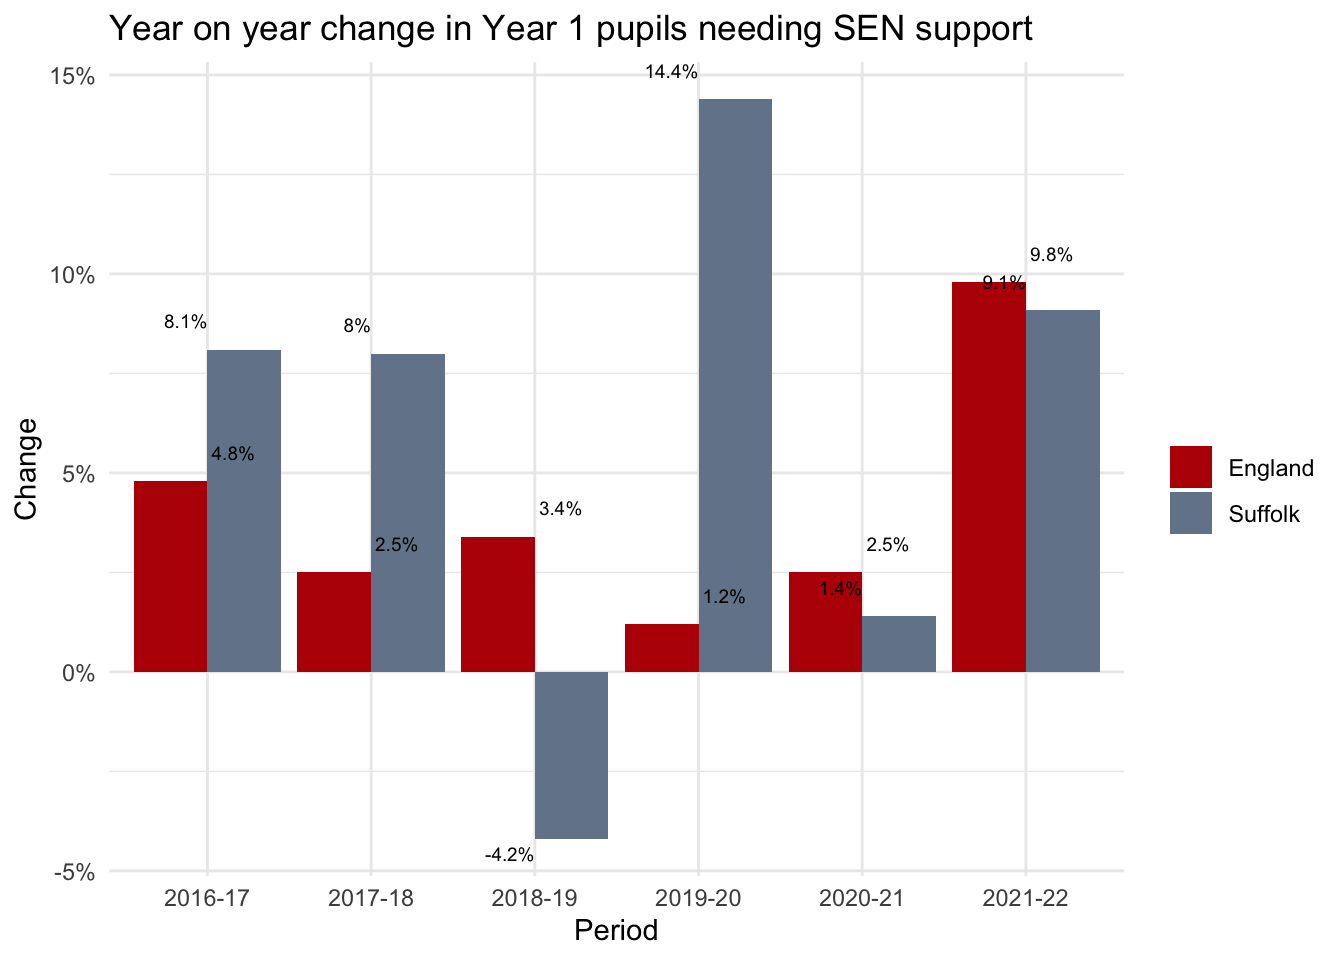 Year on year change in Year 1 pupils needing SEN support
15%
10%
5%
0%
-5%
Change
14.4%
9.8%
9.1%
8.1%
8%
4.8%
3.4%
2.5%
2.5%
1.4%
1.2%
-4.2%
England
Suffolk
2016-17 2017-18 2018-19 2019-20 2020-21 2021-22
Period